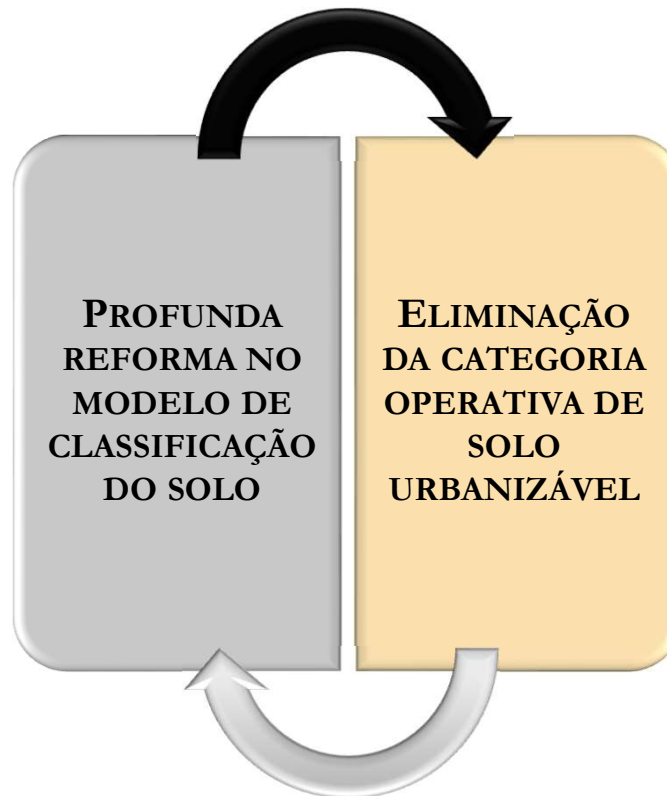 PROFUNDA
REFORMA NO
MODELO DE
CLASSIFICAÇÃO
DO SOLO
ELIMINAÇÃO
DA CATEGORIA
OPERATIVA DE
SOLO
URBANIZÁVEL